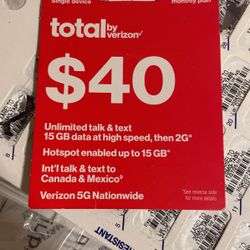 Single device
monthly plan
total by verizon✓
$40
Unlimited talk & text
15 GB data at high speed, then 2G*
Hotspot enabled up to 15 GB*
Int'l talk & text to
Canada & Mexico◊
Verizon 5G Nationwide
*See reverse side
for more details.
RESISTANT